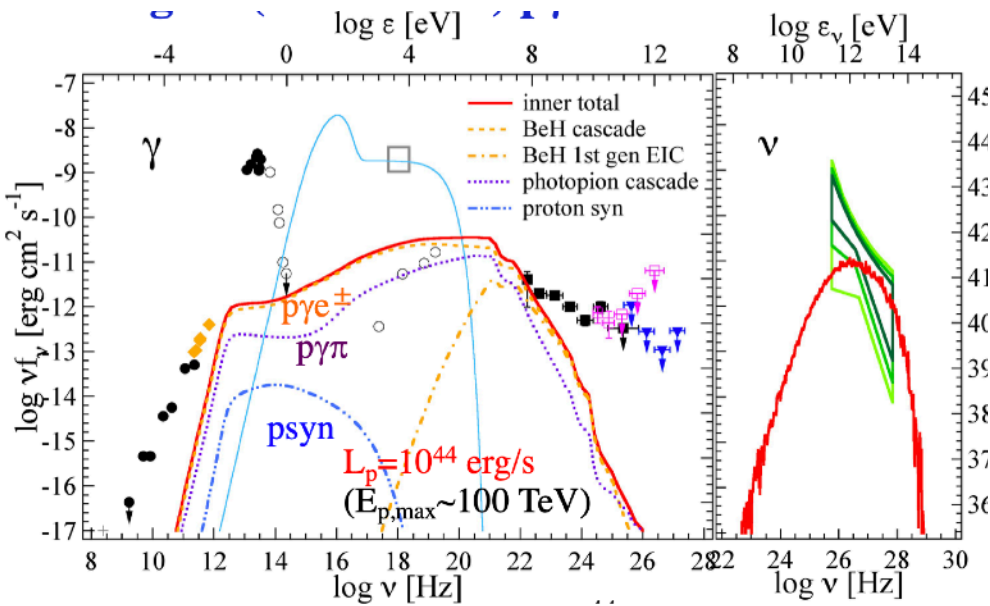 log ε [eV]
log ε_ν [eV]
-4 -2 0 2 4 6 8 10 12
8 10 12 14
-7
-8
-9
-10
-11
-12
-13
-14
-15
-16
-17
log νf_ν [erg cm⁻² s⁻¹]
γ
inner total
BeH cascade
BeH 1st gen EIC
photopion cascade
proton syn
pγe±
pγπ
psyn
L_p=10⁴⁴ erg/s
(E_p,max~100 TeV)
8 10 12 14 16 18 20 22 24 26 28
log ν [Hz]
ν
45
44
43
42
41
40
39
38
37
36
22 24 26 28 30
log ν [Hz]